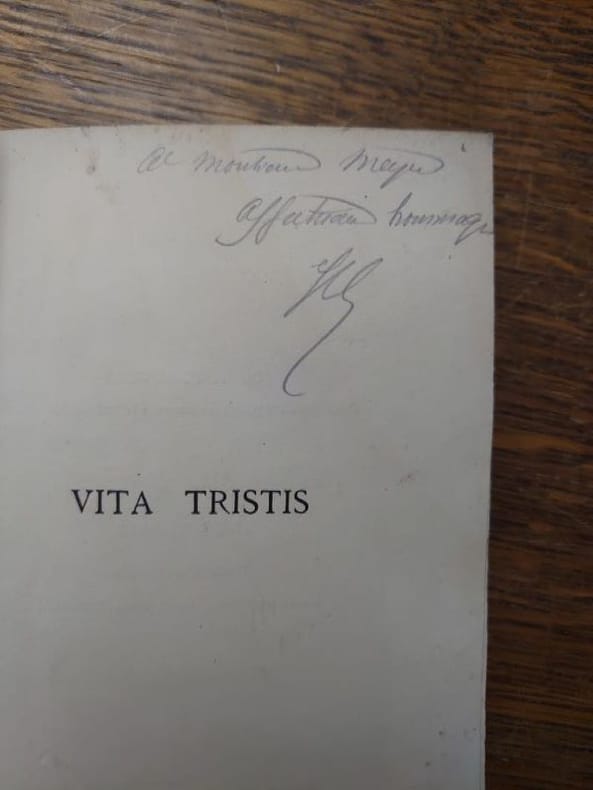 A Monsieur Meyer
Affectueux hommage
VITA TRISTIS